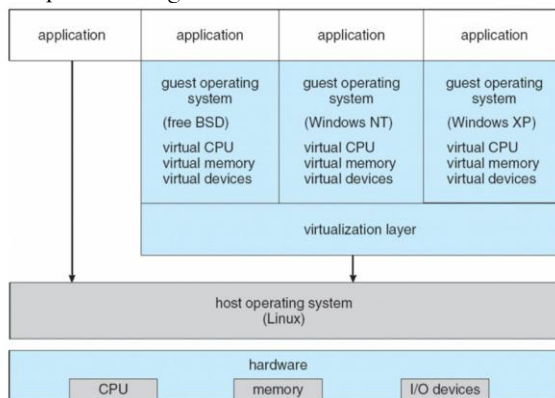 application
application
application
application
guest operating
system
(free BSD)
virtual CPU
virtual memory
virtual devices
guest operating
system
(Windows NT)
virtual CPU
virtual memory
virtual devices
guest operating
system
(Windows XP)
virtual CPU
virtual memory
virtual devices
virtualization layer
host operating system
(Linux)
hardware
CPU
memory
I/O devices